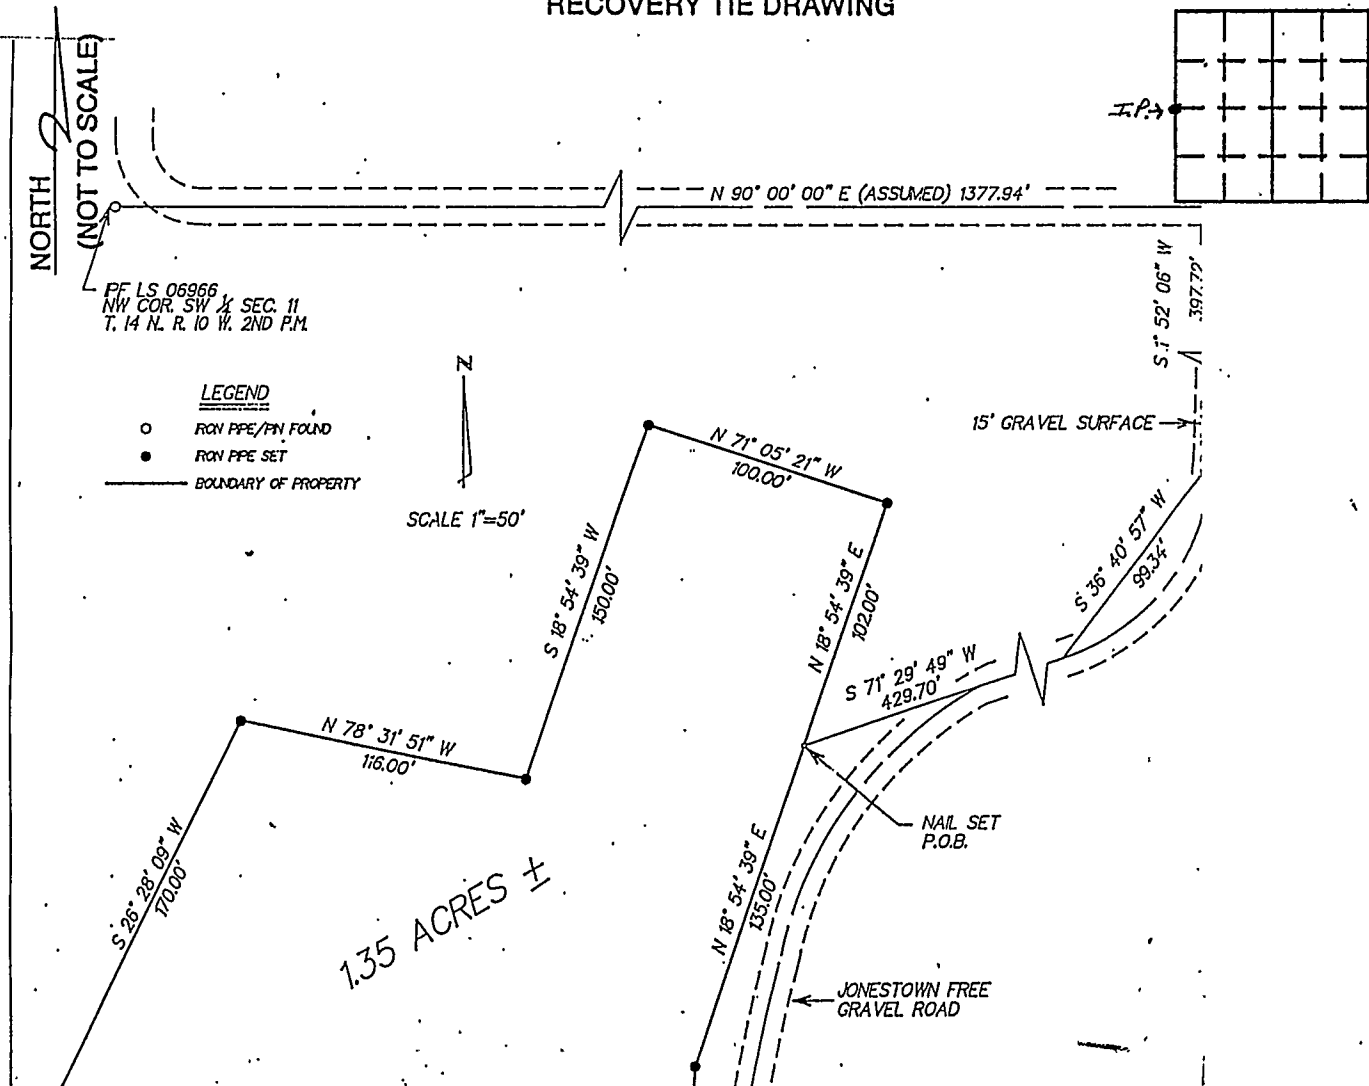 RECOVERY TIE DRAWING
NORTH
(NOT TO SCALE)
I.P.
N 90° 00' 00" E (ASSUMED) 1377.94'
IPF LS 06966
NW COR. SW 1/4 SEC. 11
T. 14 N. R. 10 W. 2ND P.M.
S 1° 52' 06" W
397.72'
N
LEGEND
IRON PIPE/PIN FOUND
IRON PIPE SET
BOUNDARY OF PROPERTY
SCALE 1"=50'
15' GRAVEL SURFACE
N 71° 05' 21" W
100.00'
S 18° 54' 39" W
150.00'
N 18° 54' 39" E
102.00'
S 36° 40' 57" W
99.34'
S 71° 29' 49" W
429.70'
N 78° 31' 51" W
116.00'
NAIL SET
P.O.B.
S 26° 28' 09" W
170.00'
N 18° 54' 39" E
135.00'
1.35 ACRES ±
JONESTOWN FREE
GRAVEL ROAD